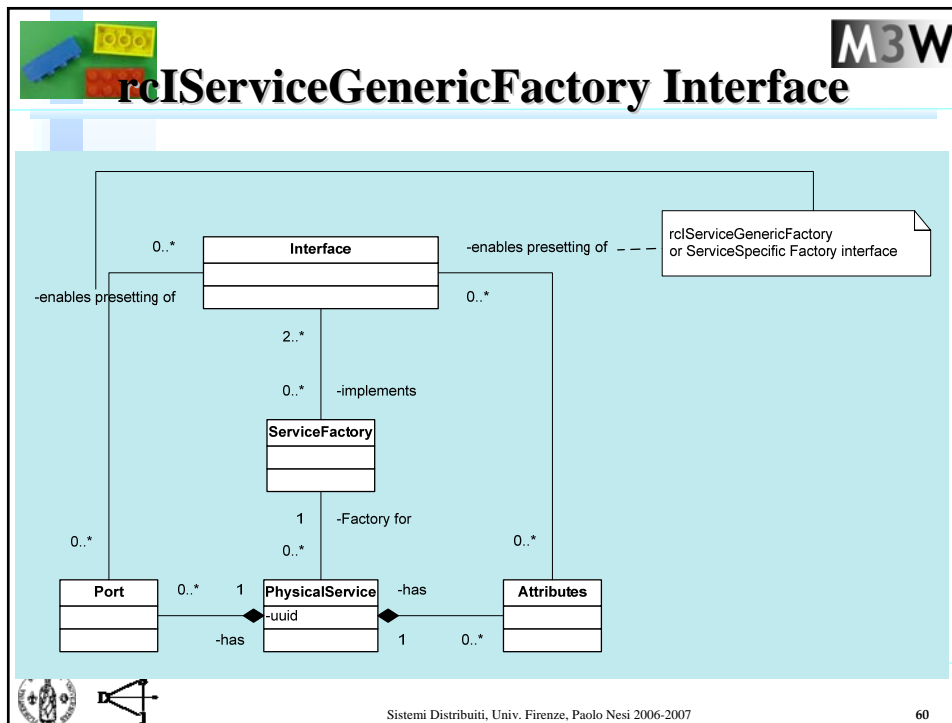 M3W
rcIServiceGenericFactory Interface
rcIServiceGenericFactory
or ServiceSpecific Factory interface
0..*
Interface
-enables presetting of
-enables presetting of
0..*
2..*
0..*
-implements
ServiceFactory
1
-Factory for
0..*
0..*
0..*
Port
0..*
1
PhysicalService
-uuid
-has
Attributes
-has
1
0..*
Sistemi Distribuiti, Univ. Firenze, Paolo Nesi 2006-2007
60